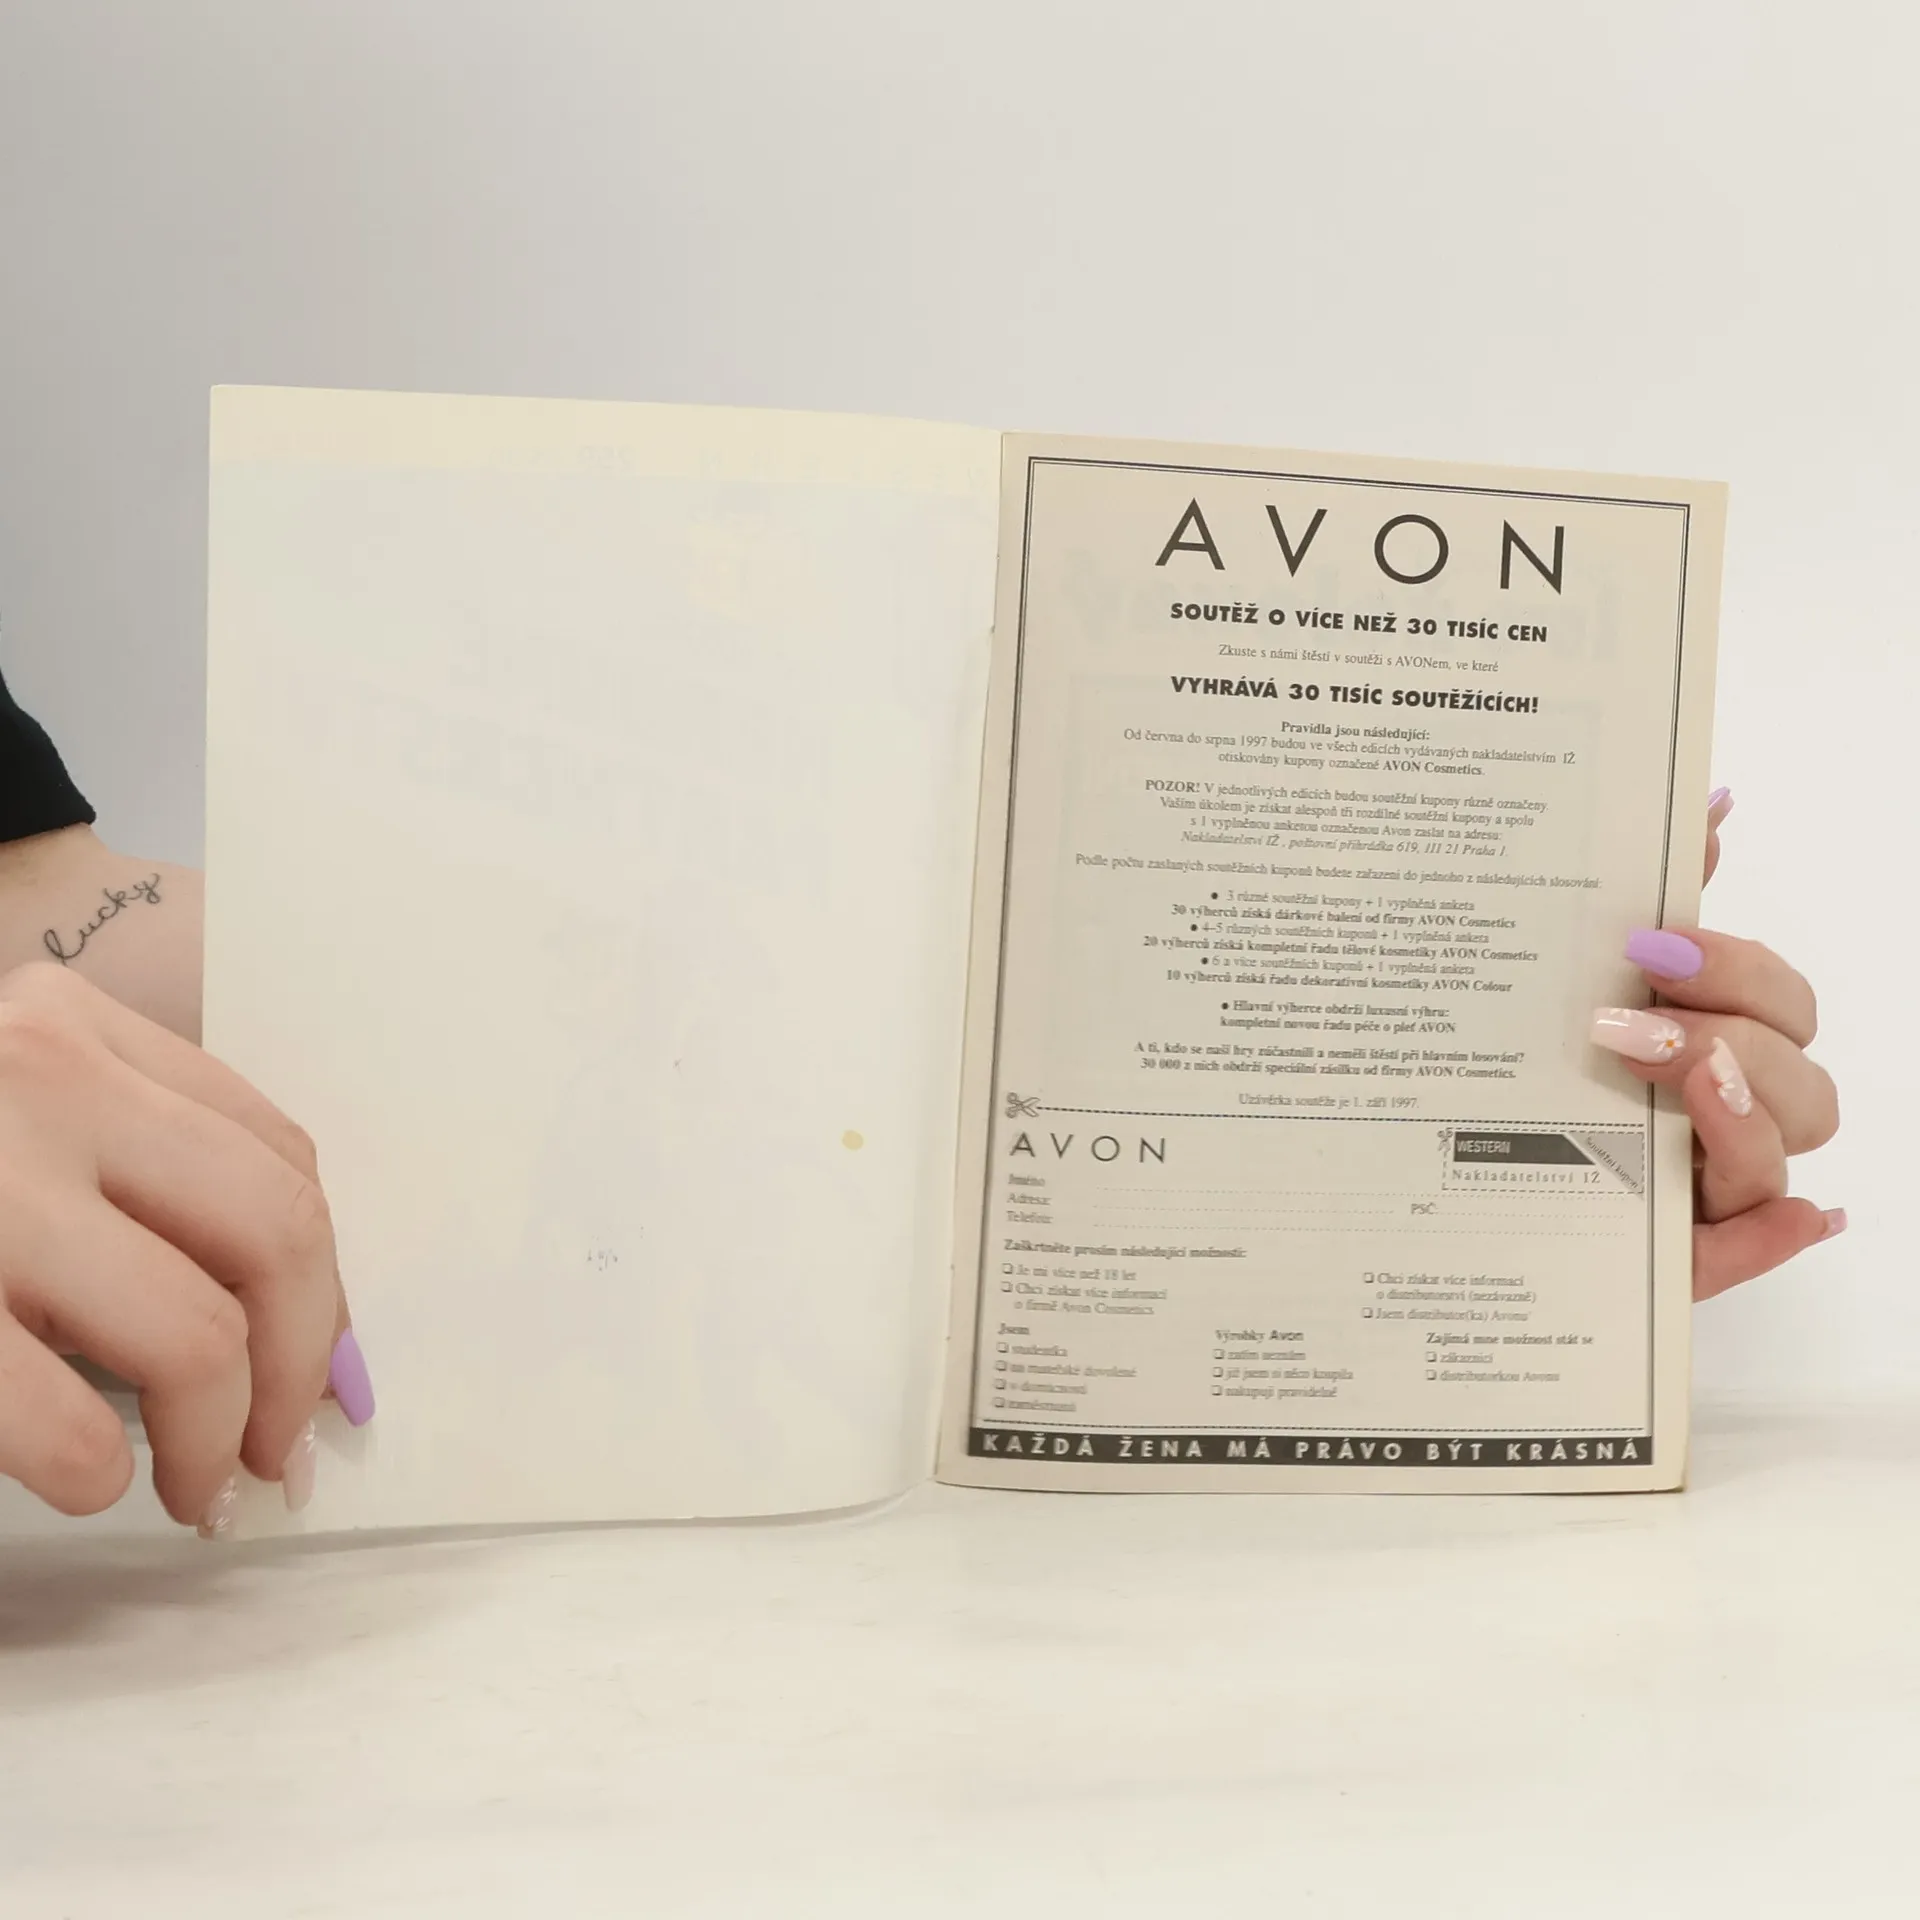 lucky
AVON
SOUTĚŽ O VÍCE NEŽ 30 TISÍC CEN
Zkuste s námi štěstí v soutěži s AVONem, ve které
VYHRÁVÁ 30 TISÍC SOUTĚŽÍCÍCH!
Pravidla jsou následující:
Od června do srpna 1997 budou ve všech edicích vydávaných nakladatelstvím IŽ
otiskovány kupony označené AVON Cosmetics.
POZOR! V jednotlivých edicích budou soutěžní kupony různě označeny.
Vaším úkolem je získat alespoň tři rozdílné soutěžní kupony a spolu
s 1 vyplněnou anketou označenou Avon zaslat na adresu:
Nakladatelství IŽ, poštovní přihrádka 619, 111 21 Praha 1.
Podle počtu zaslaných soutěžních kuponů budete zařazeni do jednoho z následujících slosování:
● 3 různé soutěžní kupony + 1 vyplněná anketa
30 výherců získá dárkové balení od firmy AVON Cosmetics
● 4–5 různých soutěžních kuponů + 1 vyplněná anketa
20 výherců získá kompletní řadu tělové kosmetiky AVON Cosmetics
● 6 a více soutěžních kuponů + 1 vyplněná anketa
10 výherců získá řadu dekorativní kosmetiky AVON Colour
● Hlavní výherce obdrží luxusní výhru:
kompletní novou řadu péče o pleť AVON
A ti, kdo se naší hry zúčastnili a neměli štěstí při hlavním losování?
30 000 z nich obdrží speciální zásilku od firmy AVON Cosmetics.
Uzávěrka soutěže je 1. září 1997.
AVON
WESTERN
Soutěžní kupon
Nakladatelství IŽ
Jméno
Adresa:
PSČ:
Telefon:
Zaškrtněte prosím následující možnosti:
❑ Je mi více než 18 let
❑ Chci získat více informací
o firmě Avon Cosmetics
❑ Chci získat více informací
o distributorství (nezávazně)
❑ Jsem distributor(ka) Avonu
Jsem
❑ studentka
❑ na mateřské dovolené
❑ v domácnosti
❑ zaměstnaná
Výrobky Avon
❑ zatím neznám
❑ již jsem si něco koupila
❑ nakupuji pravidelně
Zajímá mne možnost stát se
❑ zákaznicí
❑ distributorkou Avonu
KAŽDÁ ŽENA MÁ PRÁVO BÝT KRÁSNÁ